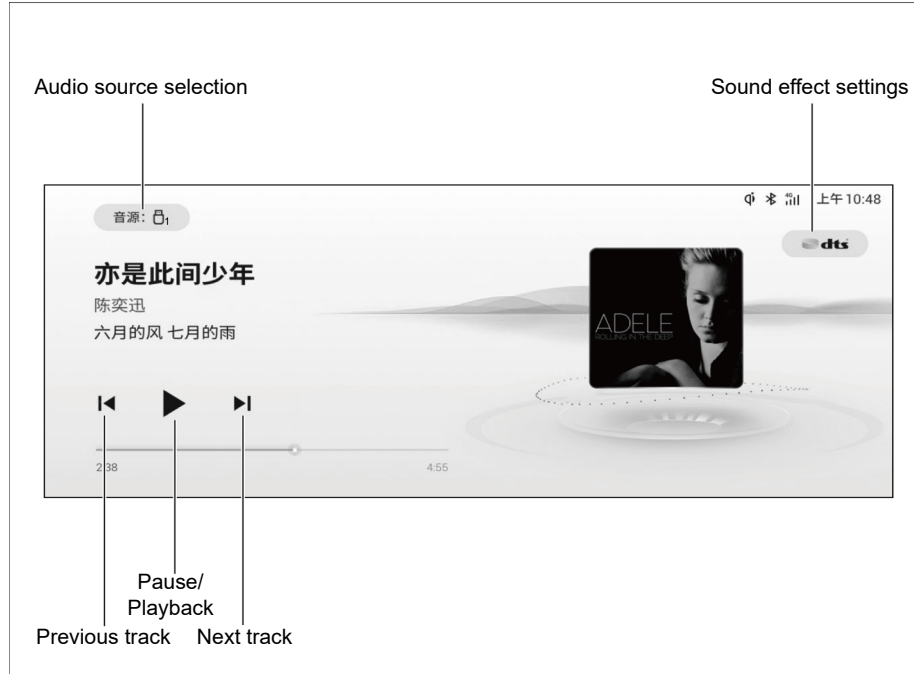 Audio source selection
Sound effect settings
音源: 1
上午 10:48
dts
亦是此间少年
陈奕迅
六月的风 七月的雨
ADELE
ROLLING IN THE DEEP
2:38
4:55
Pause/
Playback
Previous track
Next track